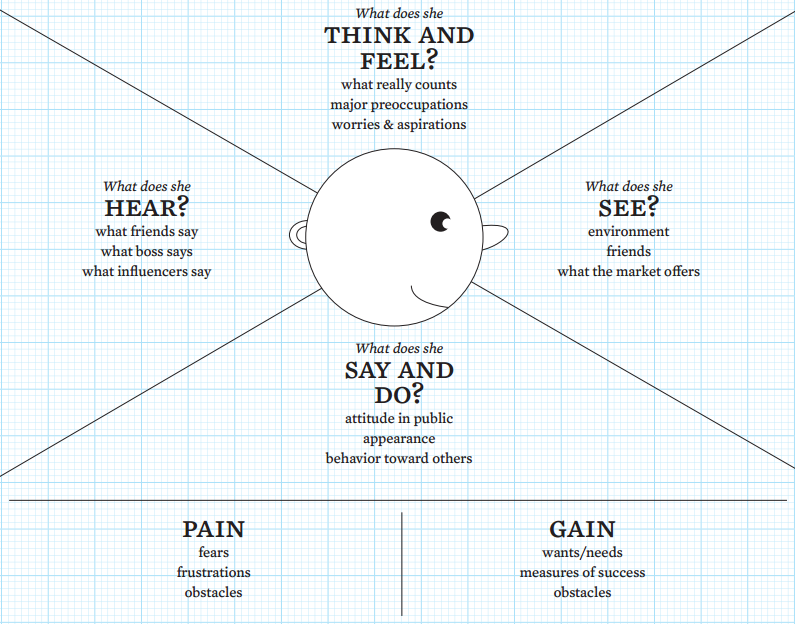 What does she
THINK AND
FEEL?
what really counts
major preoccupations
worries & aspirations
What does she
HEAR?
what friends say
what boss says
what influencers say
What does she
SEE?
environment
friends
what the market offers
What does she
SAY AND
DO?
attitude in public
appearance
behavior toward others
PAIN
fears
frustrations
obstacles
GAIN
wants/needs
measures of success
obstacles